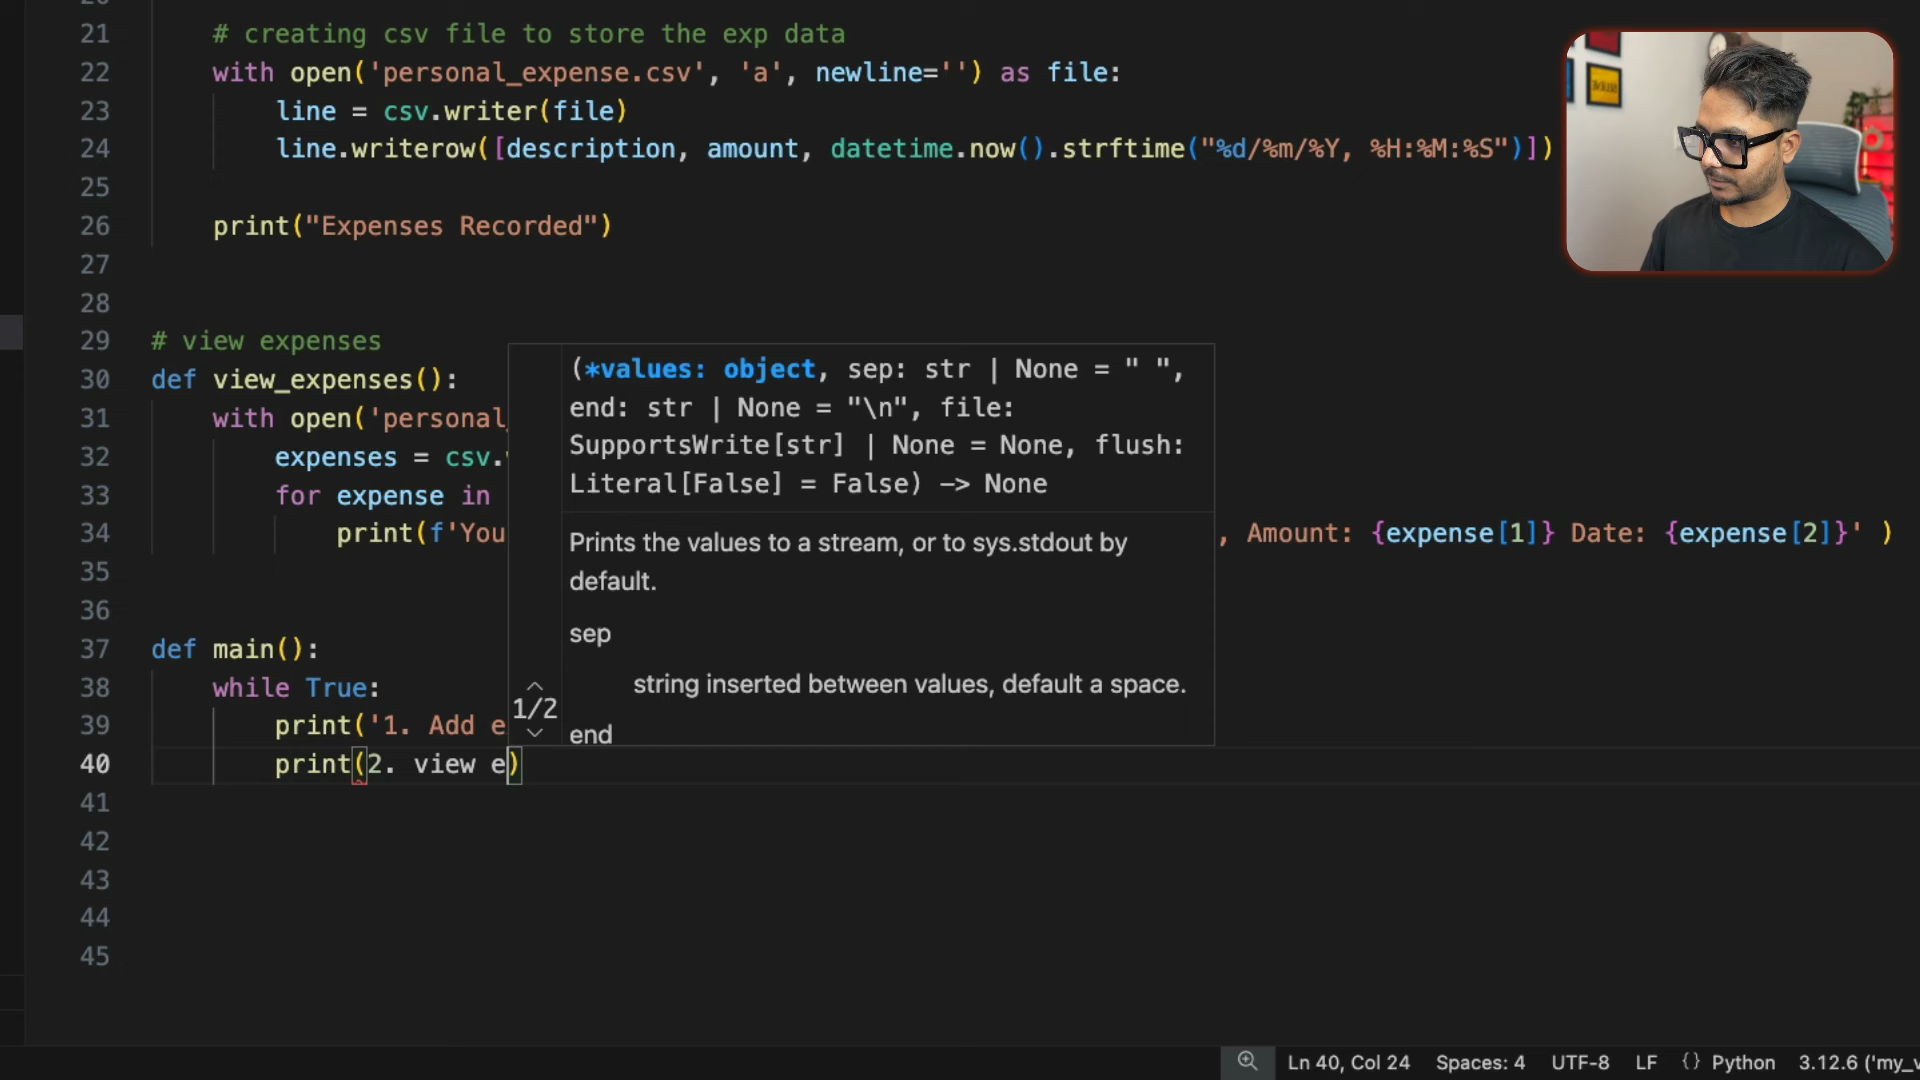 21 # creating csv file to store the exp data
22 with open('personal_expense.csv', 'a', newline='') as file:
23 line = csv.writer(file)
24 line.writerow([description, amount, datetime.now().strftime("%d/%m/%Y, %H:%M:%S")])
25
26 print("Expenses Recorded")
27
28
29 # view expenses
30 def view_expenses():
31 with open('personal
32 expenses = csv.
33 for expense in
34 print(f'You , Amount: {expense[1]} Date: {expense[2]}' )
35
36
37 def main():
38 while True:
39 print('1. Add e
40 print(2. view e)
41
42
43
44
45
(*values: object, sep: str | None = " ",
end: str | None = "\n", file:
SupportsWrite[str] | None = None, flush:
Literal[False] = False) -> None
Prints the values to a stream, or to sys.stdout by
default.
sep
string inserted between values, default a space.
end
1/2
Ln 40, Col 24 Spaces: 4 UTF-8 LF {} Python 3.12.6 ('my_v